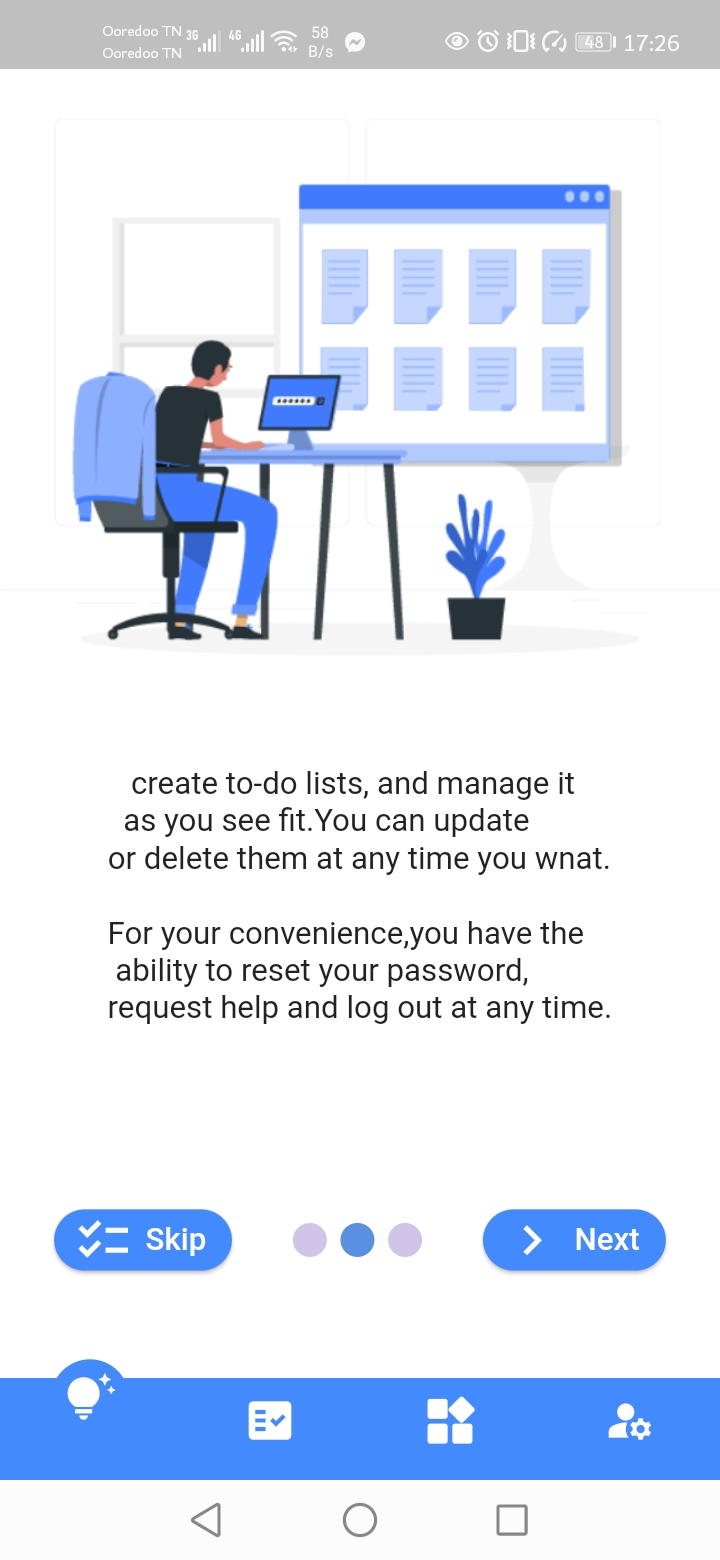 Ooredoo TN 3G 4G 58 48 17:26
Ooredoo TN B/s
create to-do lists, and manage it
as you see fit.You can update
or delete them at any time you wnat.
For your convenience,you have the
ability to reset your password,
request help and log out at any time.
Skip Next